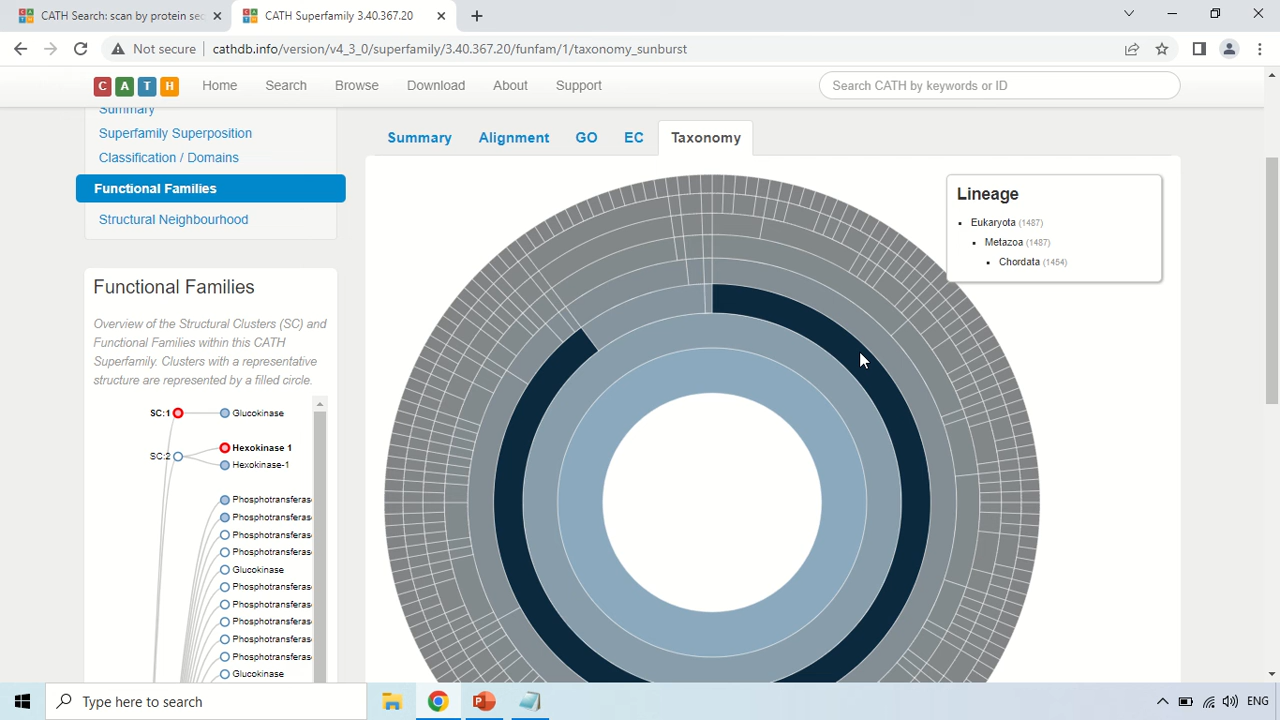 CATH Search: scan by protein sec
CATH Superfamily 3.40.367.20
Not secure
cathdb.info/version/v4_3_0/superfamily/3.40.367.20/funfam/1/taxonomy_sunburst
C A T H
Home
Search
Browse
Download
About
Support
Search CATH by keywords or ID
Summary
Superfamily Superposition
Classification / Domains
Functional Families
Structural Neighbourhood
Functional Families
Overview of the Structural Clusters (SC) and
Functional Families within this CATH
Superfamily. Clusters with a representative
structure are represented by a filled circle.
SC:1
Glucokinase
SC:2
Hexokinase 1
Hexokinase-1
Phosphotransferas
Phosphotransferas
Phosphotransferas
Phosphotransferas
Glucokinase
Phosphotransferas
Phosphotransferas
Phosphotransferas
Phosphotransferas
Phosphotransferas
Glucokinase
Summary
Alignment
GO
EC
Taxonomy
Lineage
Eukaryota (1487)
Metazoa (1487)
Chordata (1454)
Type here to search
ENG